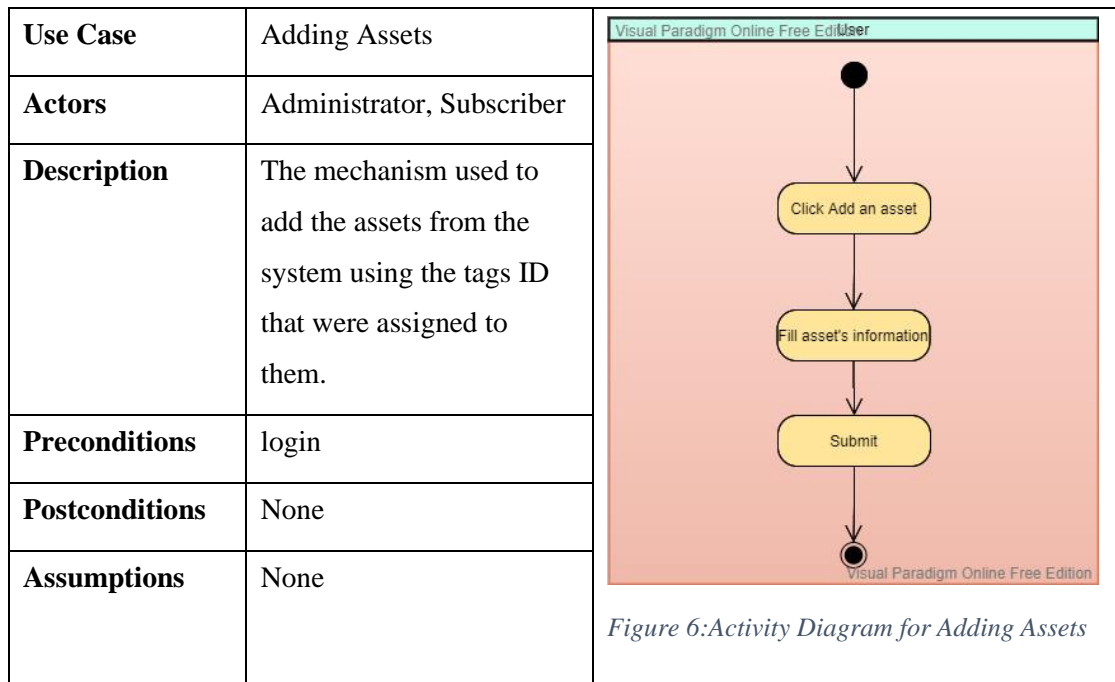 Use Case
Adding Assets
Actors
Administrator, Subscriber
Description
The mechanism used to
add the assets from the
system using the tags ID
that were assigned to
them.
Preconditions
login
Postconditions
None
Assumptions
None
Visual Paradigm Online Free Edition
User
Click Add an asset
Fill asset's information
Submit
Visual Paradigm Online Free Edition
Figure 6:Activity Diagram for Adding Assets